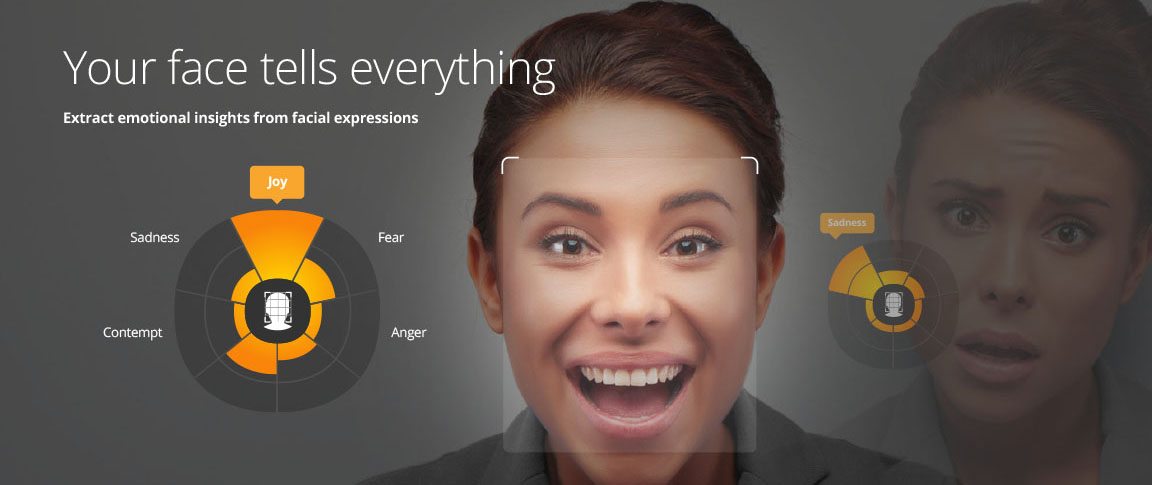 Your face tells everything
Extract emotional insights from facial expressions
Joy
Sadness
Fear
Contempt
Anger
Sadness